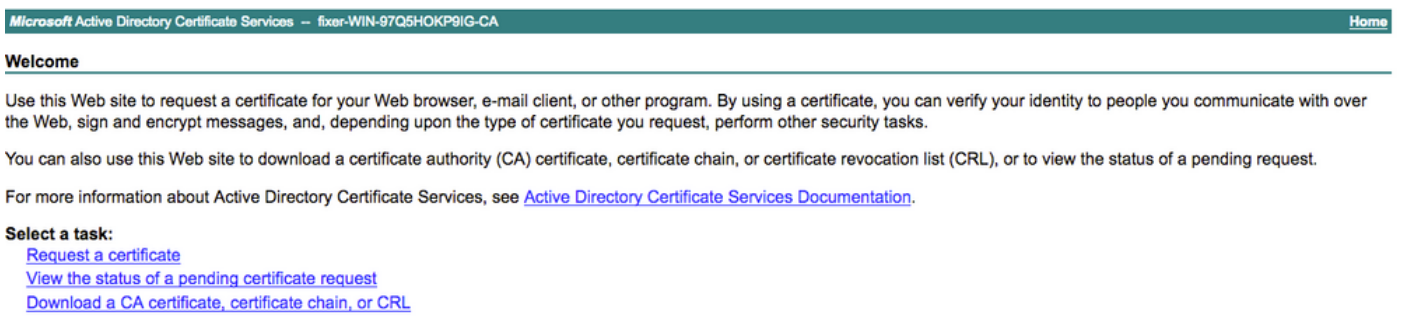 Microsoft Active Directory Certificate Services -- fixer-WIN-97Q5HOKP9IG-CA Home
Welcome
Use this Web site to request a certificate for your Web browser, e-mail client, or other program. By using a certificate, you can verify your identity to people you communicate with over
the Web, sign and encrypt messages, and, depending upon the type of certificate you request, perform other security tasks.
You can also use this Web site to download a certificate authority (CA) certificate, certificate chain, or certificate revocation list (CRL), or to view the status of a pending request.
For more information about Active Directory Certificate Services, see Active Directory Certificate Services Documentation.
Select a task:
Request a certificate
View the status of a pending certificate request
Download a CA certificate, certificate chain, or CRL